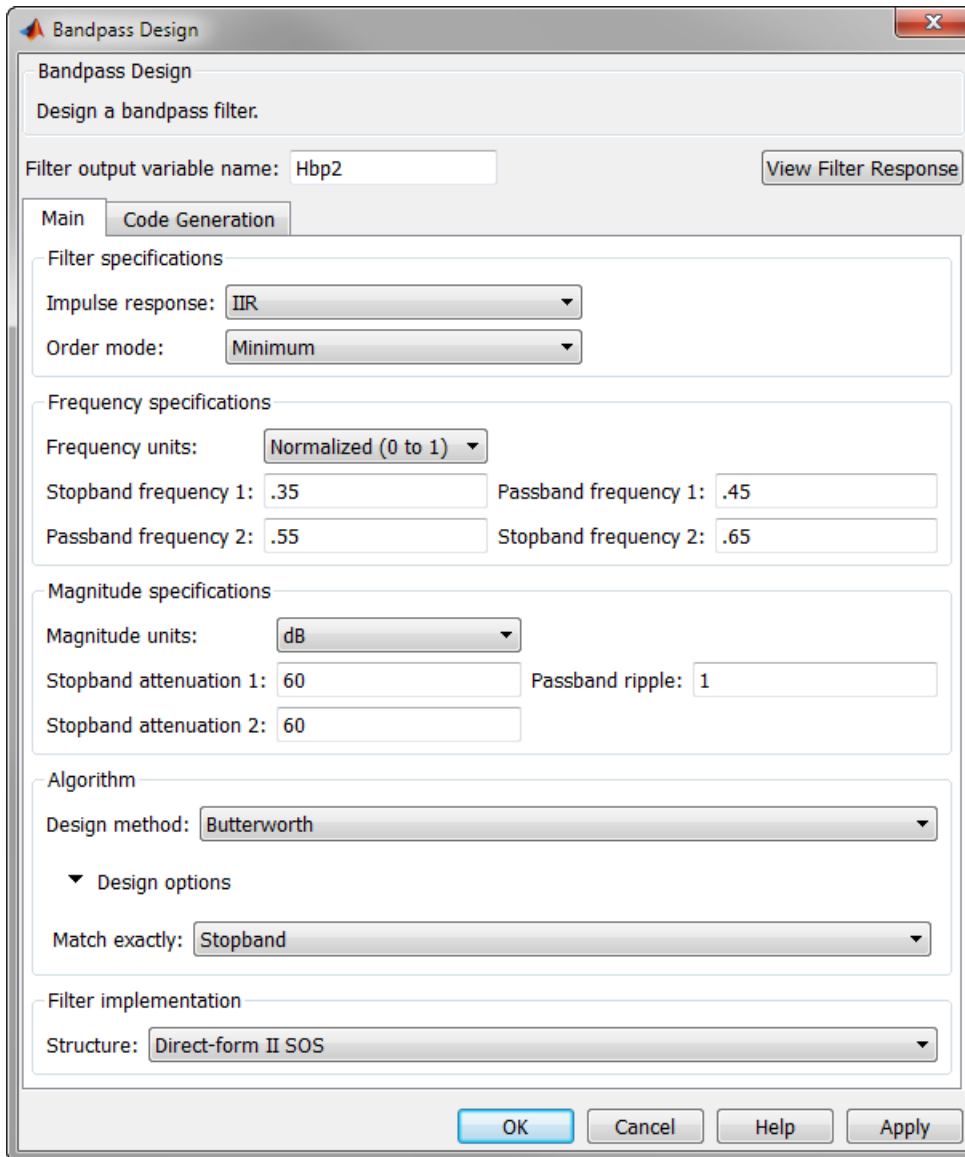 Bandpass Design
Bandpass Design
Design a bandpass filter.
Filter output variable name: Hbp2 View Filter Response
Main Code Generation
Filter specifications
Impulse response: IIR
Order mode: Minimum
Frequency specifications
Frequency units: Normalized (0 to 1)
Stopband frequency 1: .35 Passband frequency 1: .45
Passband frequency 2: .55 Stopband frequency 2: .65
Magnitude specifications
Magnitude units: dB
Stopband attenuation 1: 60 Passband ripple: 1
Stopband attenuation 2: 60
Algorithm
Design method: Butterworth
Design options
Match exactly: Stopband
Filter implementation
Structure: Direct-form II SOS
OK Cancel Help Apply